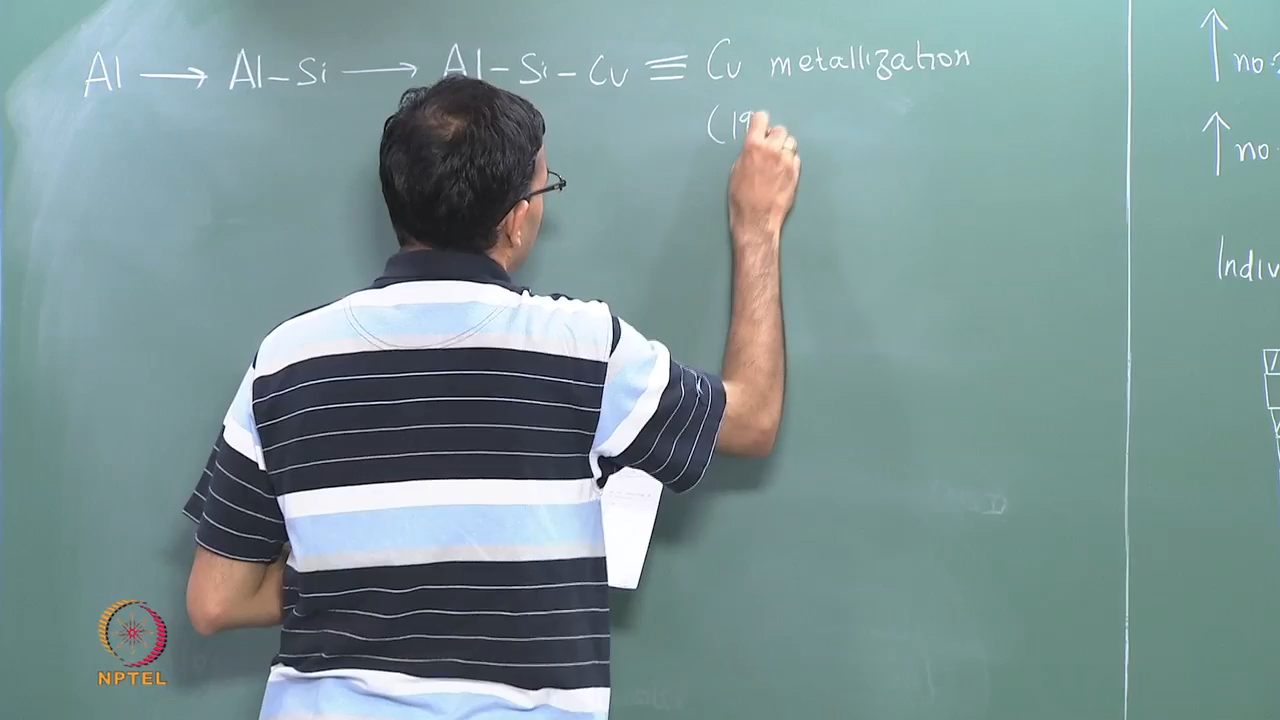 Al → Al-Si → Al-Si-Cu ≡ Cu metallization
(19
↑ no.
↑ no.
Indiv
NPTEL